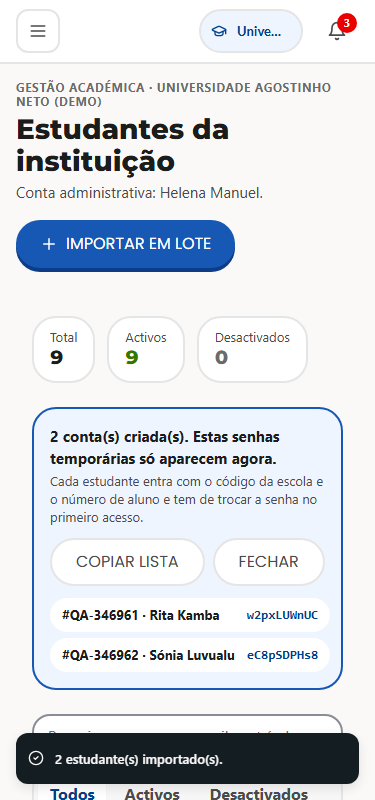 Unive...
3
GESTÃO ACADÉMICA · UNIVERSIDADE AGOSTINHO
NETO (DEMO)
Estudantes da
instituição
Conta administrativa: Helena Manuel.
+ IMPORTAR EM LOTE
Total
9
Activos
9
Desactivados
0
2 conta(s) criada(s). Estas senhas
temporárias só aparecem agora.
Cada estudante entra com o código da escola e
o número de aluno e tem de trocar a senha no
primeiro acesso.
COPIAR LISTA
FECHAR
#QA-346961 · Rita Kamba
w2pxLUWnUC
#QA-346962 · Sónia Luvualu
eC8pSDPHs8
2 estudante(s) importado(s).
Todos
Activos
Desactivados